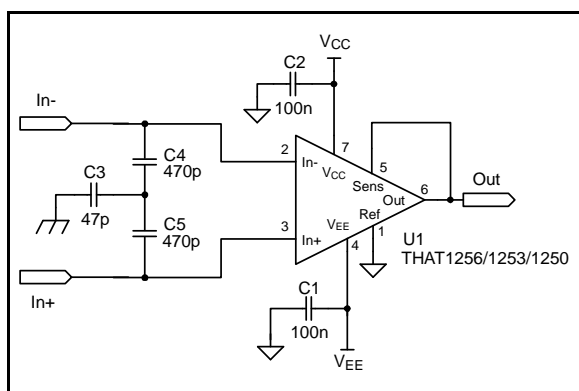 VCC
C2
100n
In-
C4
470p
C3
47p
C5
470p
In+
2
In-
VCC
7
5
Sens
Out
6
Out
3
In+
VEE
4
Ref
1
U1
THAT1256/1253/1250
C1
100n
VEE